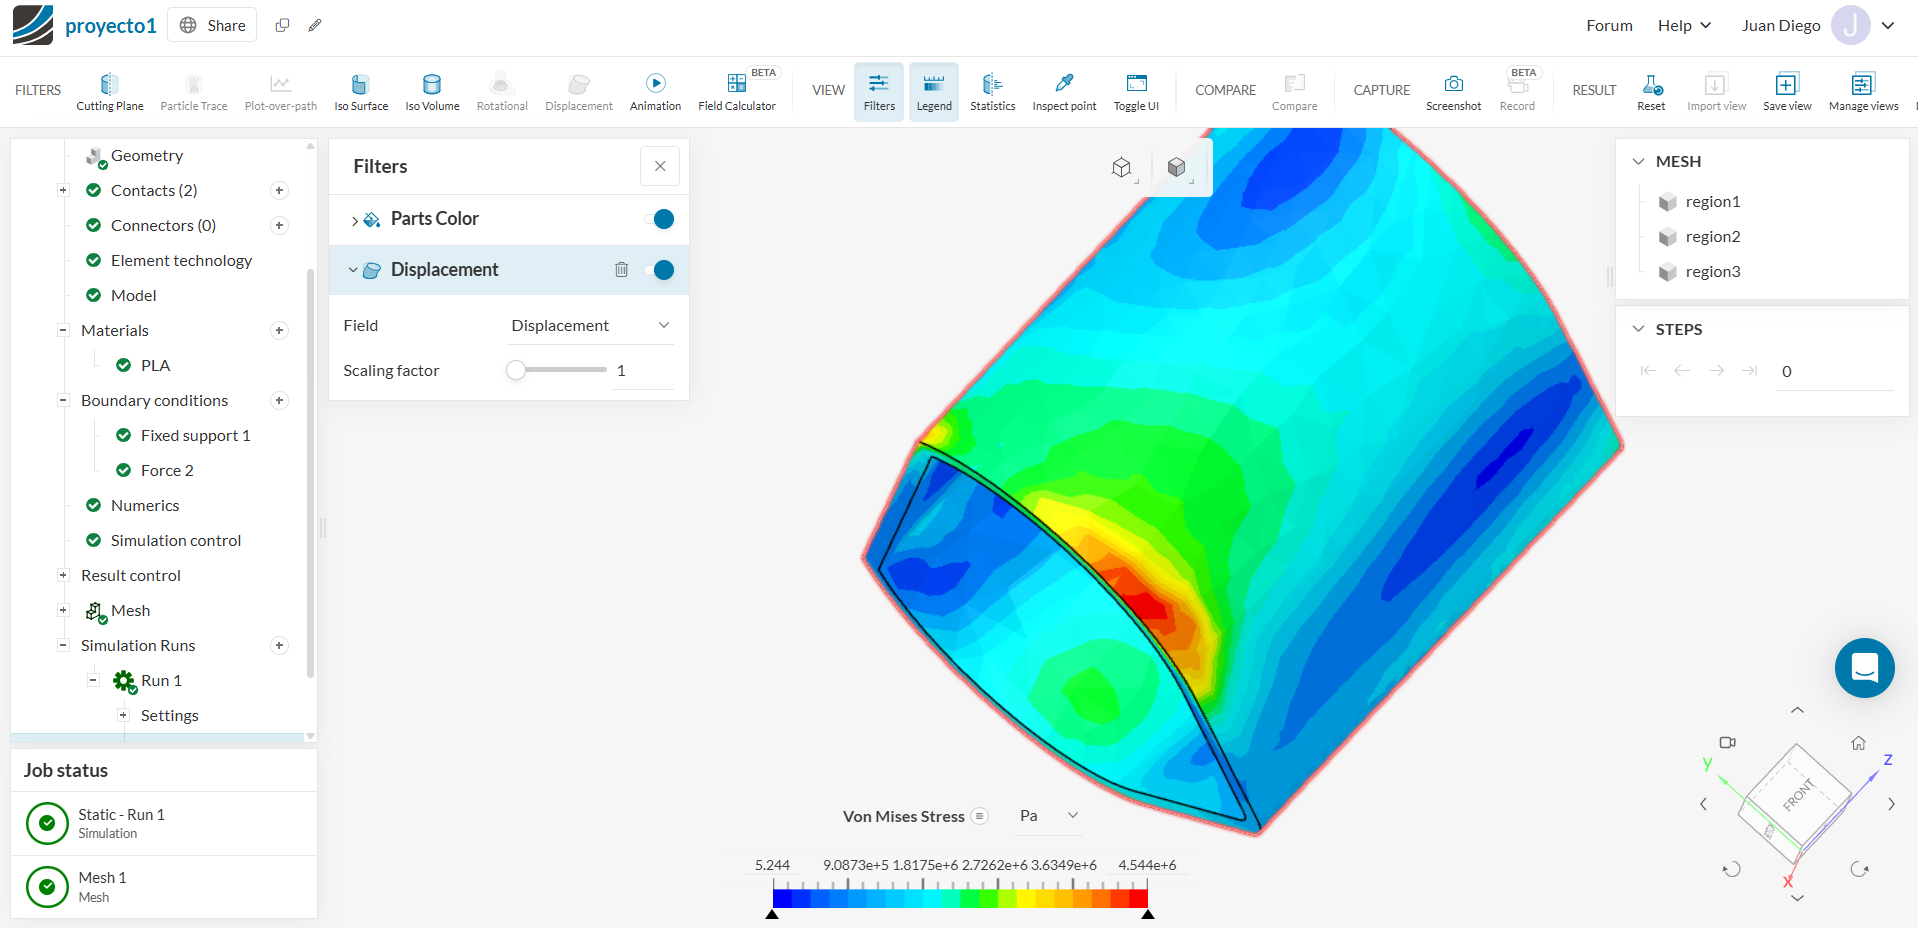 proyecto1
Share
Forum
Help
Juan Diego
J
FILTERS
Cutting Plane
Particle Trace
Plot-over-path
Iso Surface
Iso Volume
Rotational
Displacement
Animation
BETA
Field Calculator
VIEW
Filters
Legend
Statistics
Inspect point
Toggle UI
COMPARE
Compare
CAPTURE
Screenshot
BETA
Record
RESULT
Reset
Import view
Save view
Manage views
Geometry
Contacts (2)
Connectors (0)
Element technology
Model
Materials
PLA
Boundary conditions
Fixed support 1
Force 2
Numerics
Simulation control
Result control
Mesh
Simulation Runs
Run 1
Settings
Job status
Static - Run 1
Simulation
Mesh 1
Mesh
Filters
Parts Color
Displacement
Field
Displacement
Scaling factor
1
MESH
region1
region2
region3
STEPS
0
Von Mises Stress
Pa
5.244 9.0873e+5 1.8175e+6 2.7262e+6 3.6349e+6 4.544e+6
y
z
FRONT
x